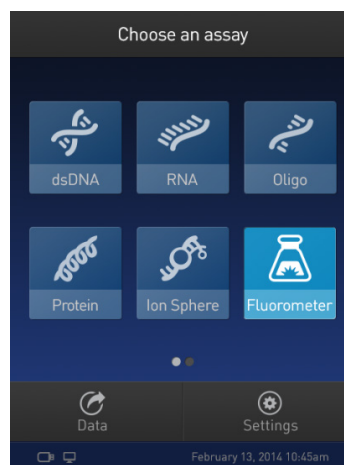 Choose an assay
dsDNA RNA Oligo
Protein Ion Sphere Fluorometer
Data Settings
February 13, 2014 10:45am